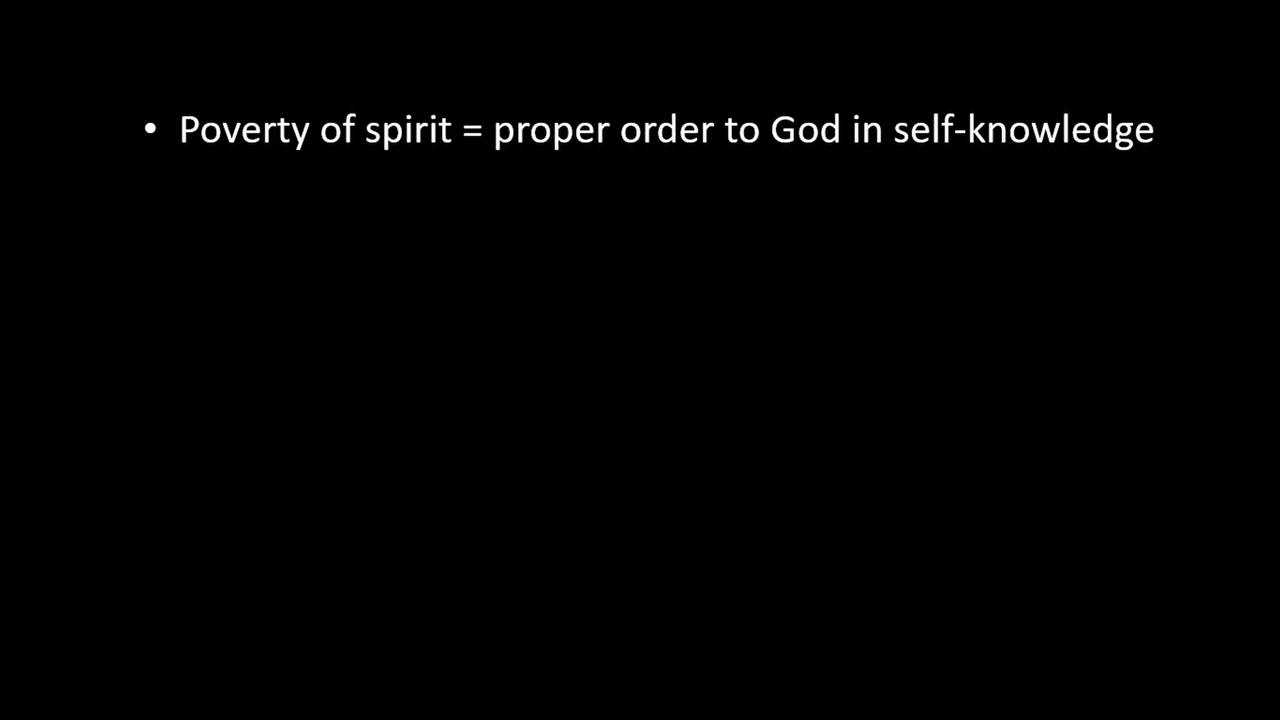 • Poverty of spirit = proper order to God in self-knowledge